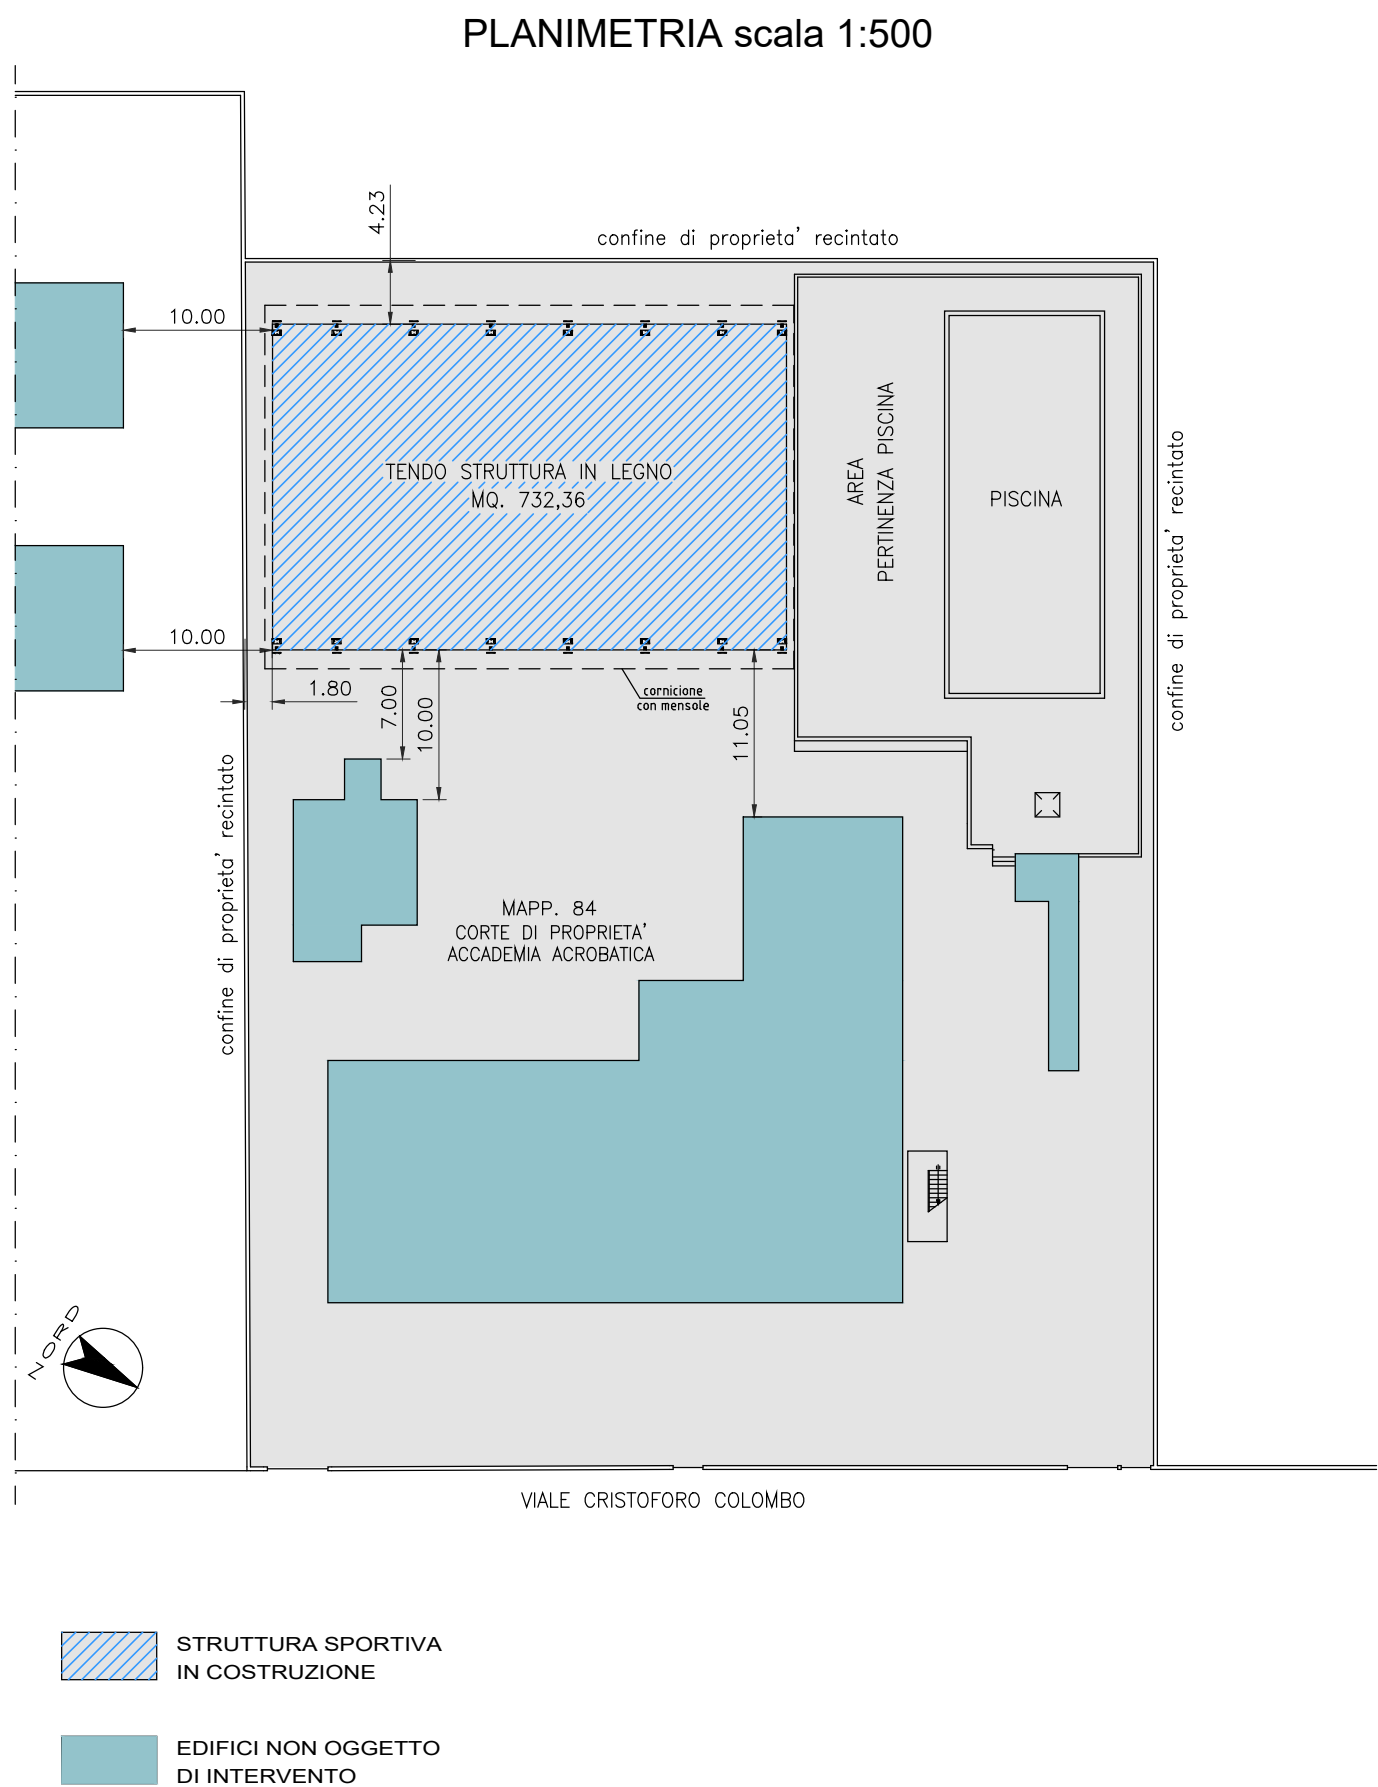 PLANIMETRIA scala 1:500
4.23
confine di proprieta' recintato
10.00
TENDO STRUTTURA IN LEGNO
MQ. 732,36
AREA
PERTINENZA PISCINA
PISCINA
confine di proprieta' recintato
10.00
1.80
7.00
10.00
cornicione
con mensole
11.05
confine di proprieta' recintato
MAPP. 84
CORTE DI PROPRIETA'
ACCADEMIA ACROBATICA
NORD
VIALE CRISTOFORO COLOMBO
STRUTTURA SPORTIVA
IN COSTRUZIONE
EDIFICI NON OGGETTO
DI INTERVENTO